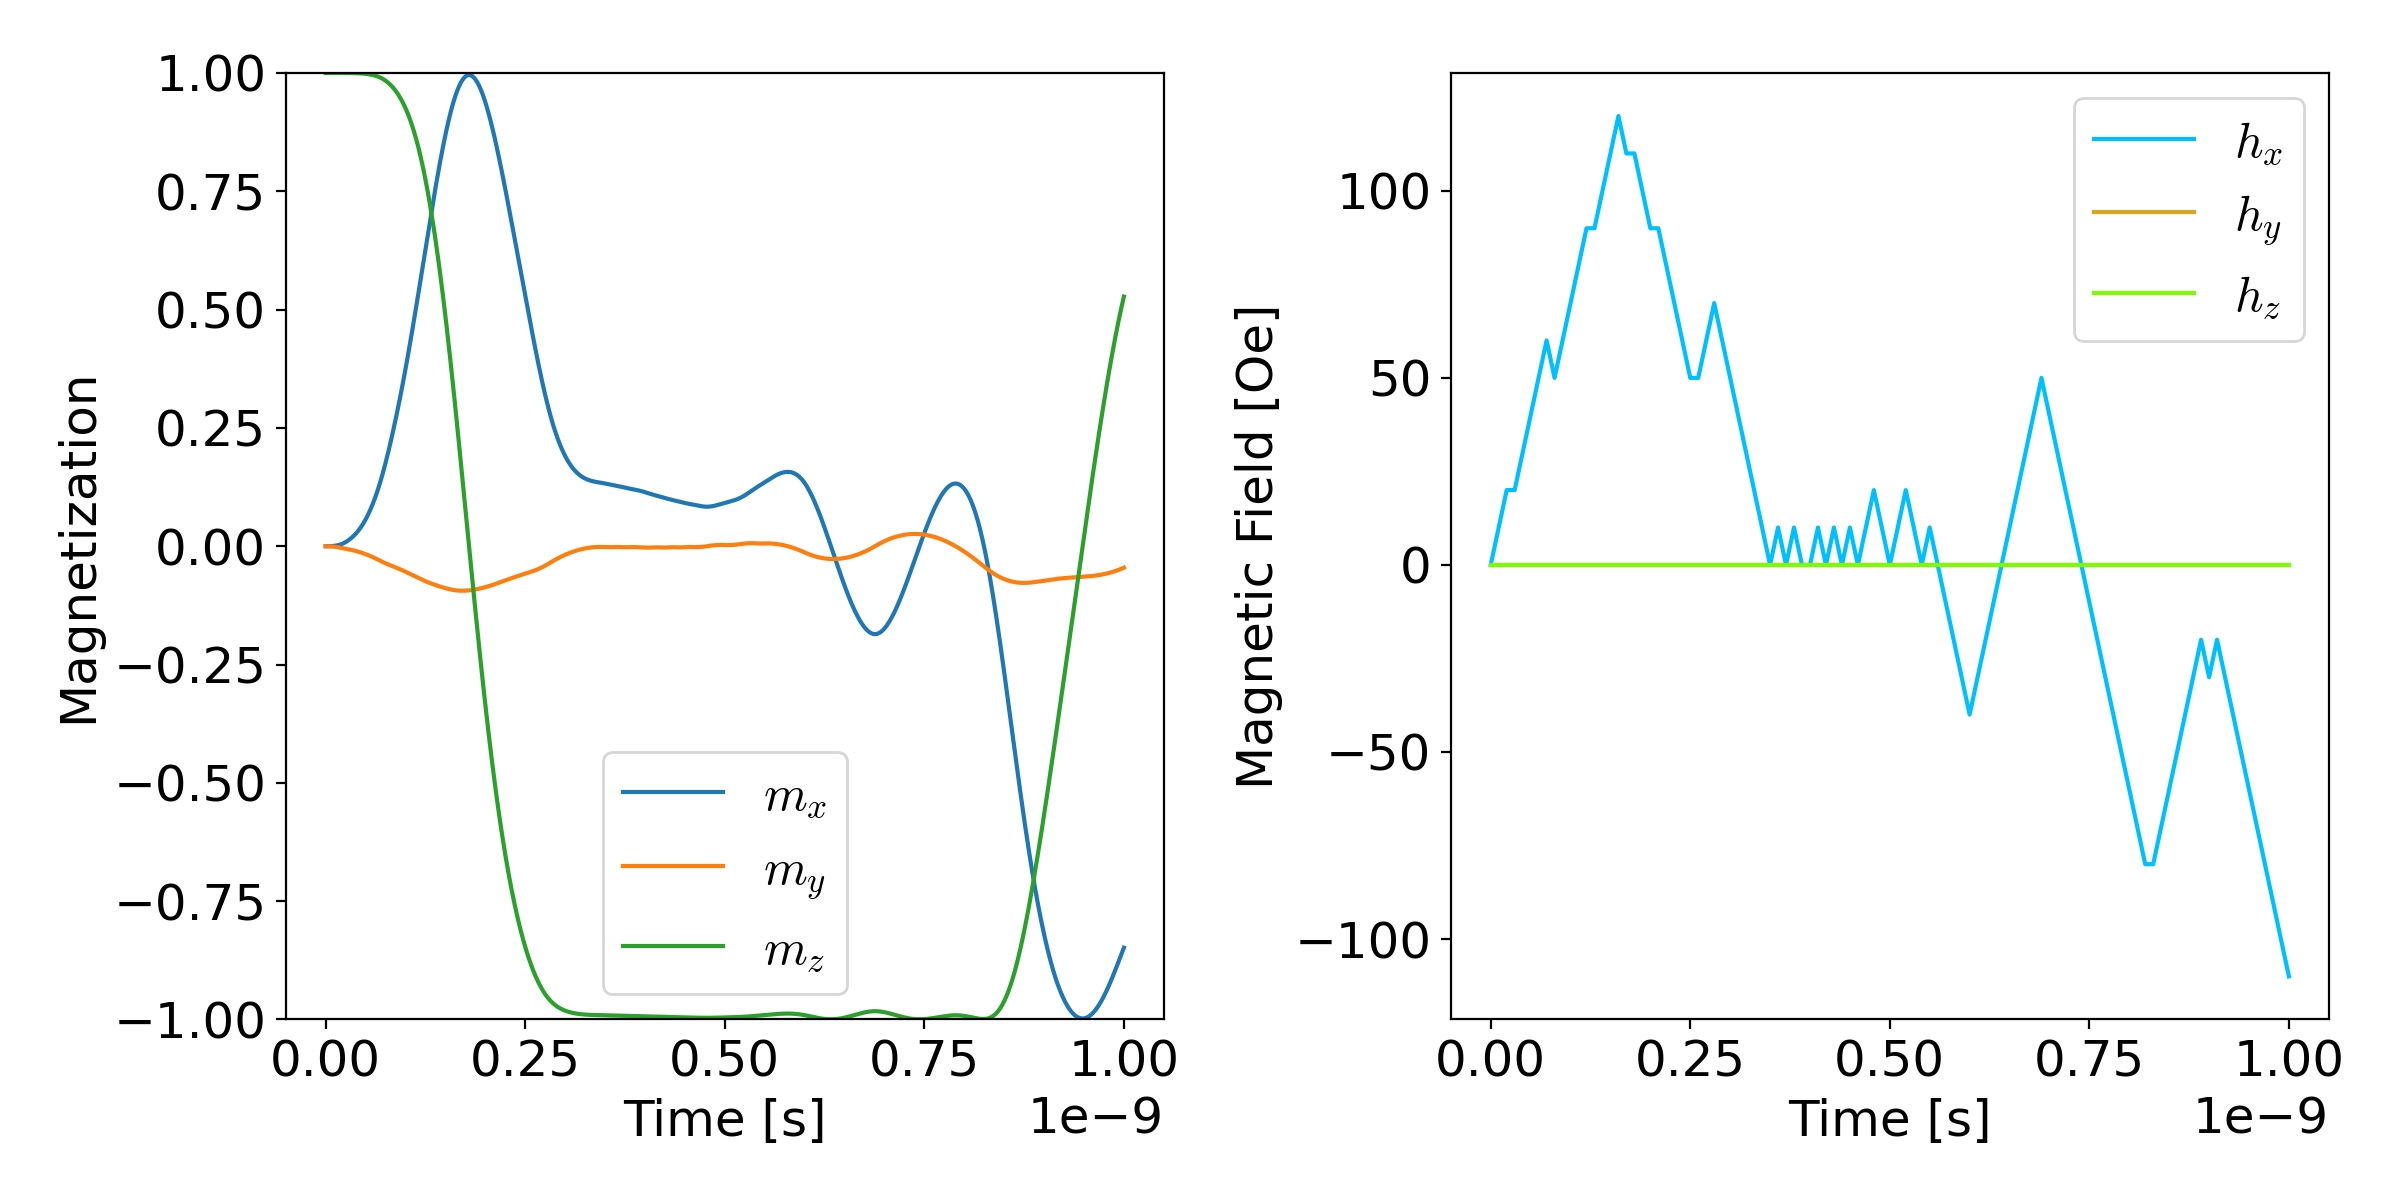 1.00
0.75
0.50
0.25
0.00
−0.25
−0.50
−0.75
−1.00
Magnetization
m_x
m_y
m_z
0.00 0.25 0.50 0.75 1.00
Time [s]
1e−9
100
50
0
−50
−100
Magnetic Field [Oe]
h_x
h_y
h_z
0.00 0.25 0.50 0.75 1.00
Time [s]
1e−9